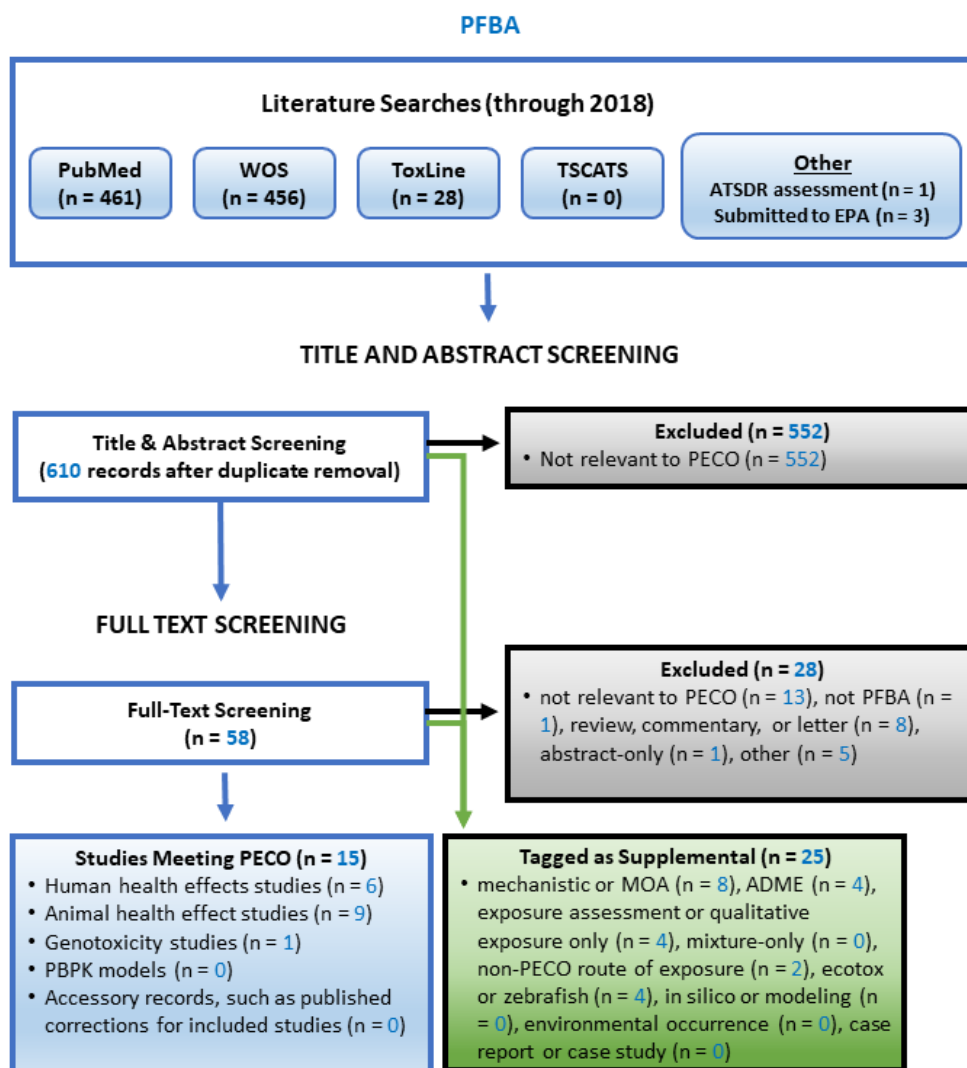 PFBA
Literature Searches (through 2018)
PubMed
(n = 461)
WOS
(n = 456)
ToxLine
(n = 28)
TSCATS
(n = 0)
Other
ATSDR assessment (n = 1)
Submitted to EPA (n = 3)
TITLE AND ABSTRACT SCREENING
Title & Abstract Screening
(610 records after duplicate removal)
Excluded (n = 552)
• Not relevant to PECO (n = 552)
FULL TEXT SCREENING
Full-Text Screening
(n = 58)
Excluded (n = 28)
• not relevant to PECO (n = 13), not PFBA (n =
1), review, commentary, or letter (n = 8),
abstract-only (n = 1), other (n = 5)
Studies Meeting PECO (n = 15)
• Human health effects studies (n = 6)
• Animal health effect studies (n = 9)
• Genotoxicity studies (n = 1)
• PBPK models (n = 0)
• Accessory records, such as published
corrections for included studies (n = 0)
Tagged as Supplemental (n = 25)
• mechanistic or MOA (n = 8), ADME (n = 4),
exposure assessment or qualitative
exposure only (n = 4), mixture-only (n = 0),
non-PECO route of exposure (n = 2), ecotox
or zebrafish (n = 4), in silico or modeling (n
= 0), environmental occurrence (n = 0), case
report or case study (n = 0)